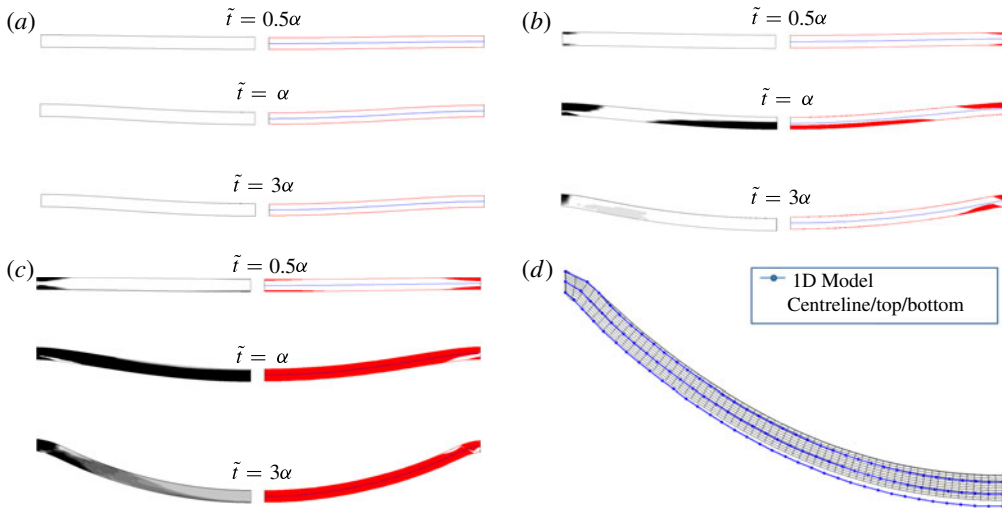 (a)
t̃ = 0.5α
t̃ = α
t̃ = 3α
(b)
t̃ = 0.5α
t̃ = α
t̃ = 3α
(c)
t̃ = 0.5α
t̃ = α
t̃ = 3α
(d)
1D Model
Centreline/top/bottom